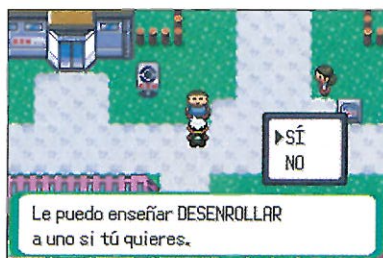 SÍ
NO
Le puedo enseñar DESENROLLAR
a uno si tú quieres.